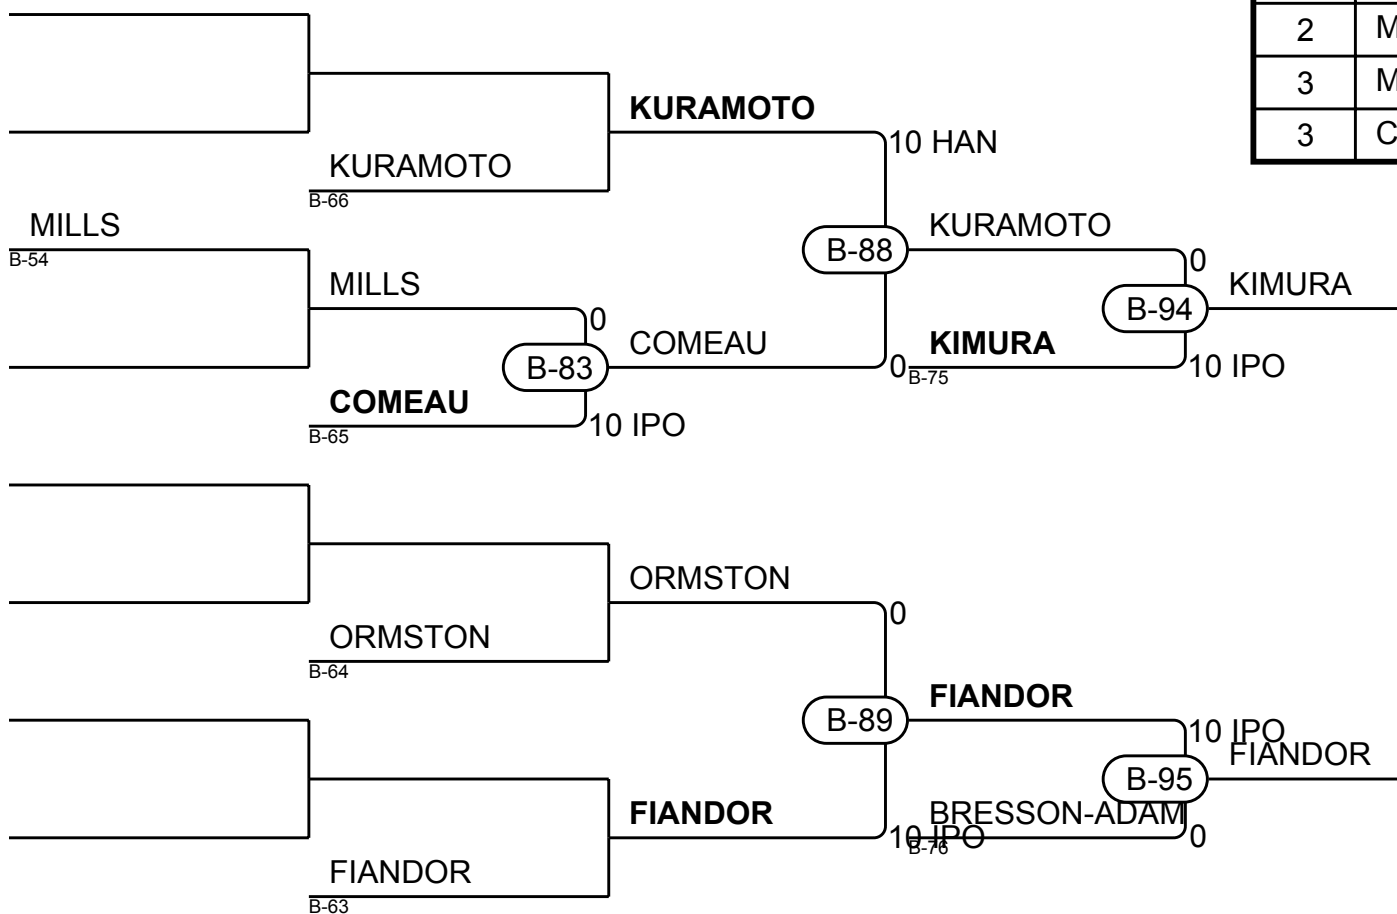 2 M
3 M
3 C
KURAMOTO
10 HAN
KURAMOTO
B-66
MILLS
B-54
KURAMOTO
B-88
0
MILLS
KIMURA
B-94
0
COMEAU
KIMURA
B-83
0
B-75
10 IPO
COMEAU
B-65
10 IPO
ORMSTON
0
ORMSTON
B-64
FIANDOR
B-89
10 IPO
FIANDOR
B-95
FIANDOR
BRESSON-ADAM
10 IPO
B-76
0
FIANDOR
B-63